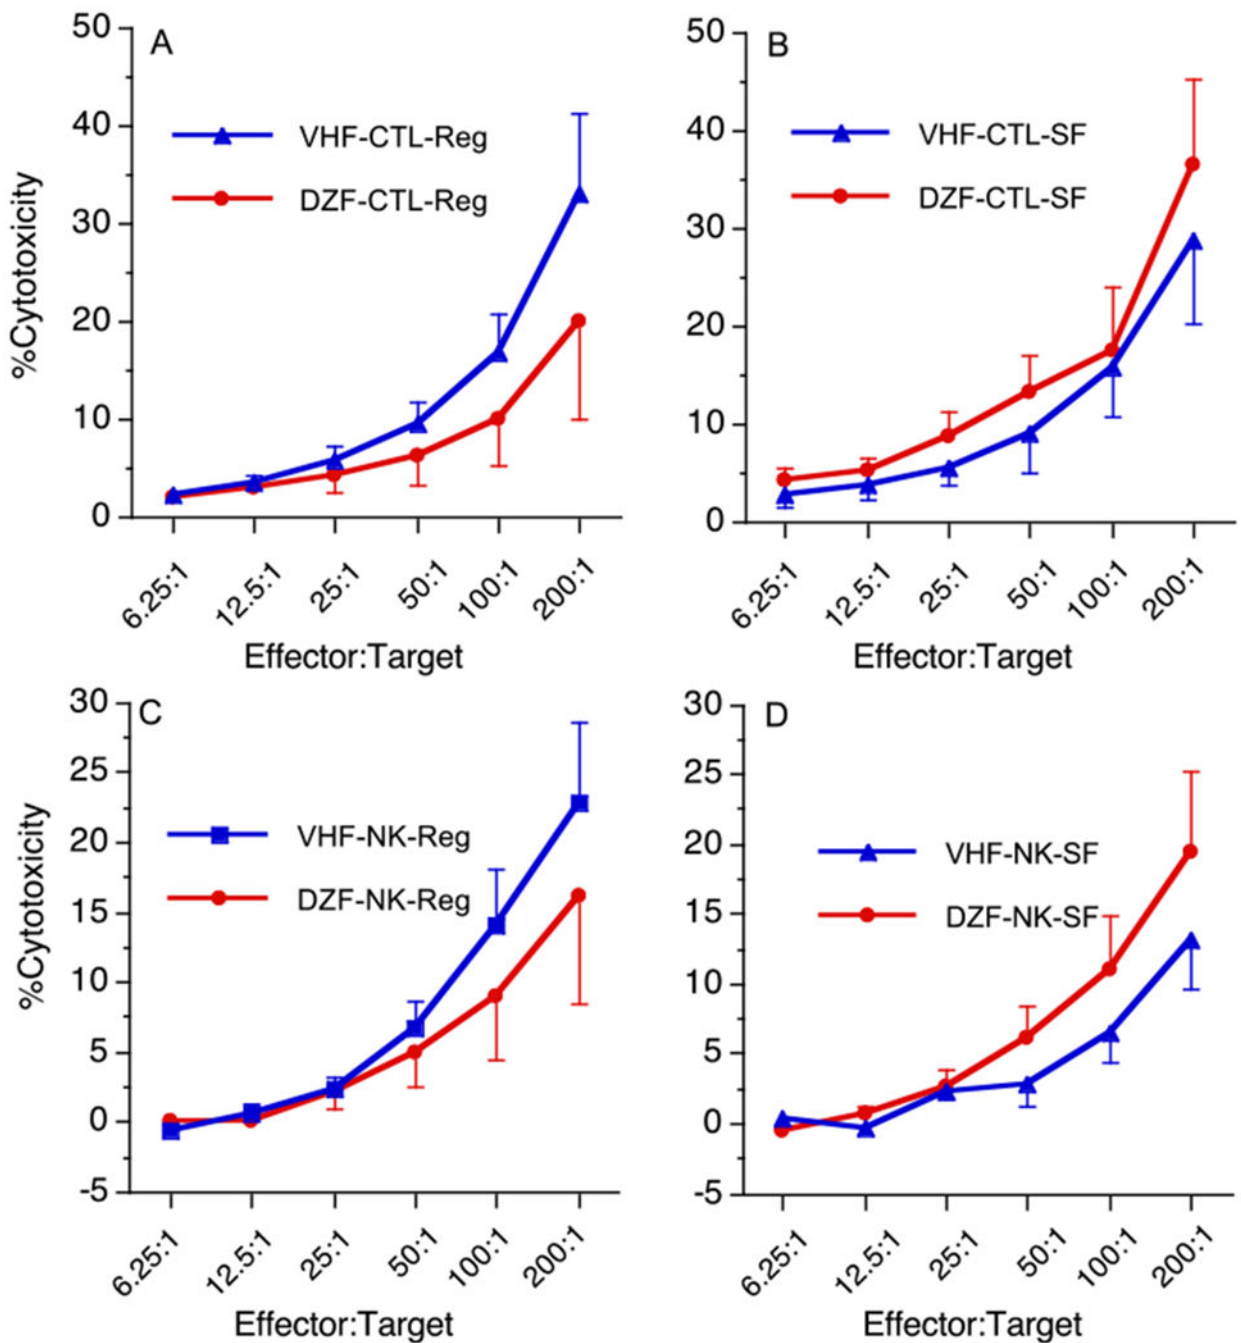 A
50
40
30
20
10
0
%Cytotoxicity
VHF-CTL-Reg
DZF-CTL-Reg
6.25:1
12.5:1
25:1
50:1
100:1
200:1
Effector:Target
B
50
40
30
20
10
0
VHF-CTL-SF
DZF-CTL-SF
6.25:1
12.5:1
25:1
50:1
100:1
200:1
Effector:Target
C
30
25
20
15
10
5
0
-5
%Cytotoxicity
VHF-NK-Reg
DZF-NK-Reg
6.25:1
12.5:1
25:1
50:1
100:1
200:1
Effector:Target
D
30
25
20
15
10
5
0
-5
VHF-NK-SF
DZF-NK-SF
6.25:1
12.5:1
25:1
50:1
100:1
200:1
Effector:Target